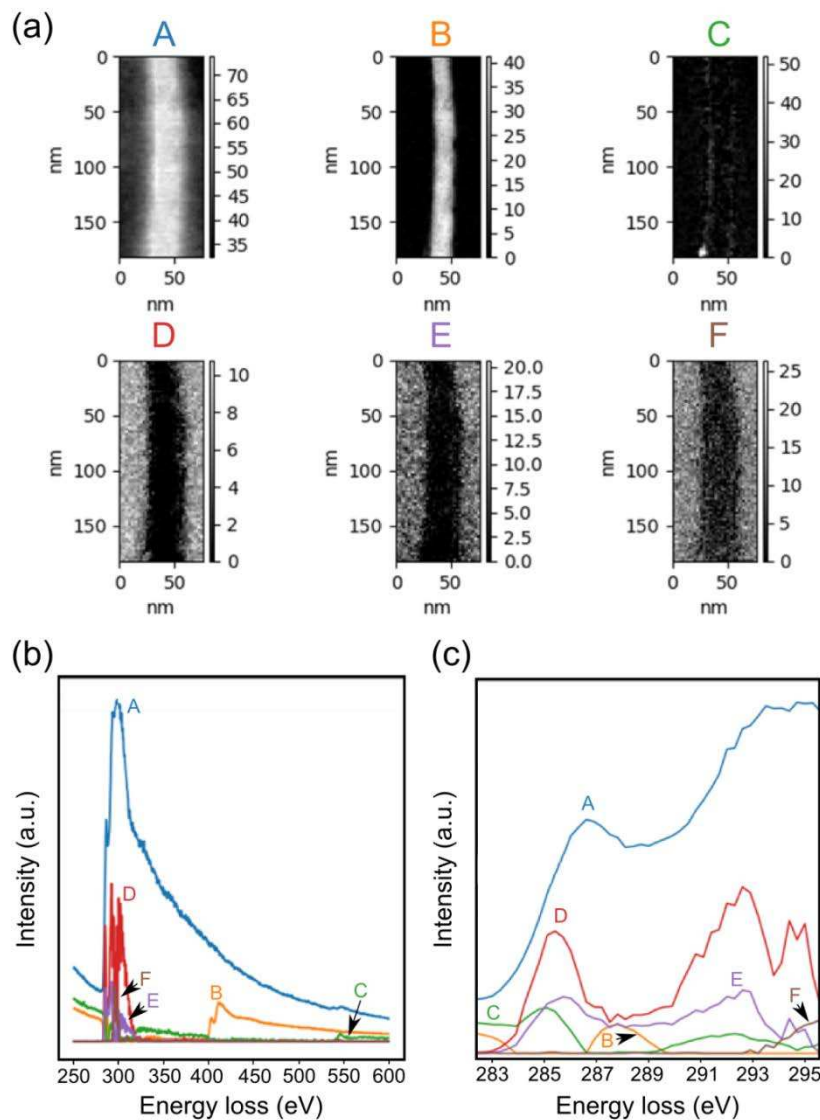 (a)
A B C
0 50 100 150 nm 0 50 nm 70 65 60 55 50 45 40 35
0 50 100 150 nm 0 50 nm 40 35 30 25 20 15 10 5 0
0 50 100 150 nm 0 50 nm 50 40 30 20 10 0
D E F
0 50 100 150 nm 0 50 nm 10 8 6 4 2 0
0 50 100 150 nm 0 50 nm 20.0 17.5 15.0 12.5 10.0 7.5 5.0 2.5 0.0
0 50 100 150 nm 0 50 nm 25 20 15 10 5 0
(b)
Intensity (a.u.)
A
D
F
E
B
C
250 300 350 400 450 500 550 600
Energy loss (eV)
(c)
Intensity (a.u.)
A
D
C
E
B
F
283 285 287 289 291 293 295
Energy loss (eV)